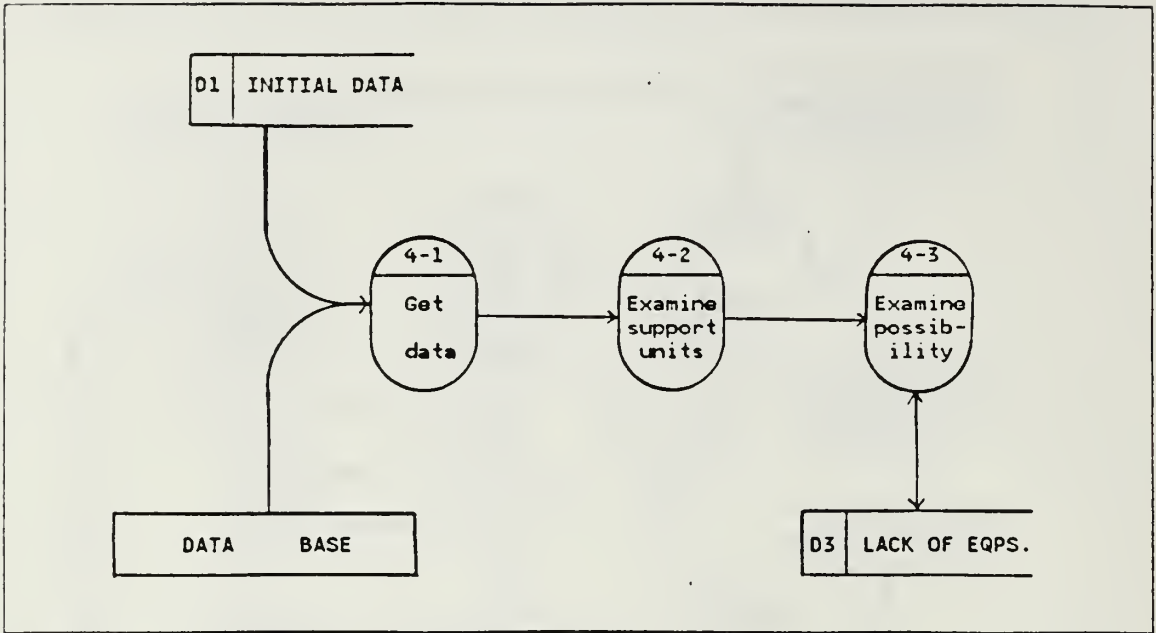 D1 INITIAL DATA
4-1
Get
data
4-2
Examine
support
units
4-3
Examine
possib-
ility
DATA BASE
D3 LACK OF EQPS.